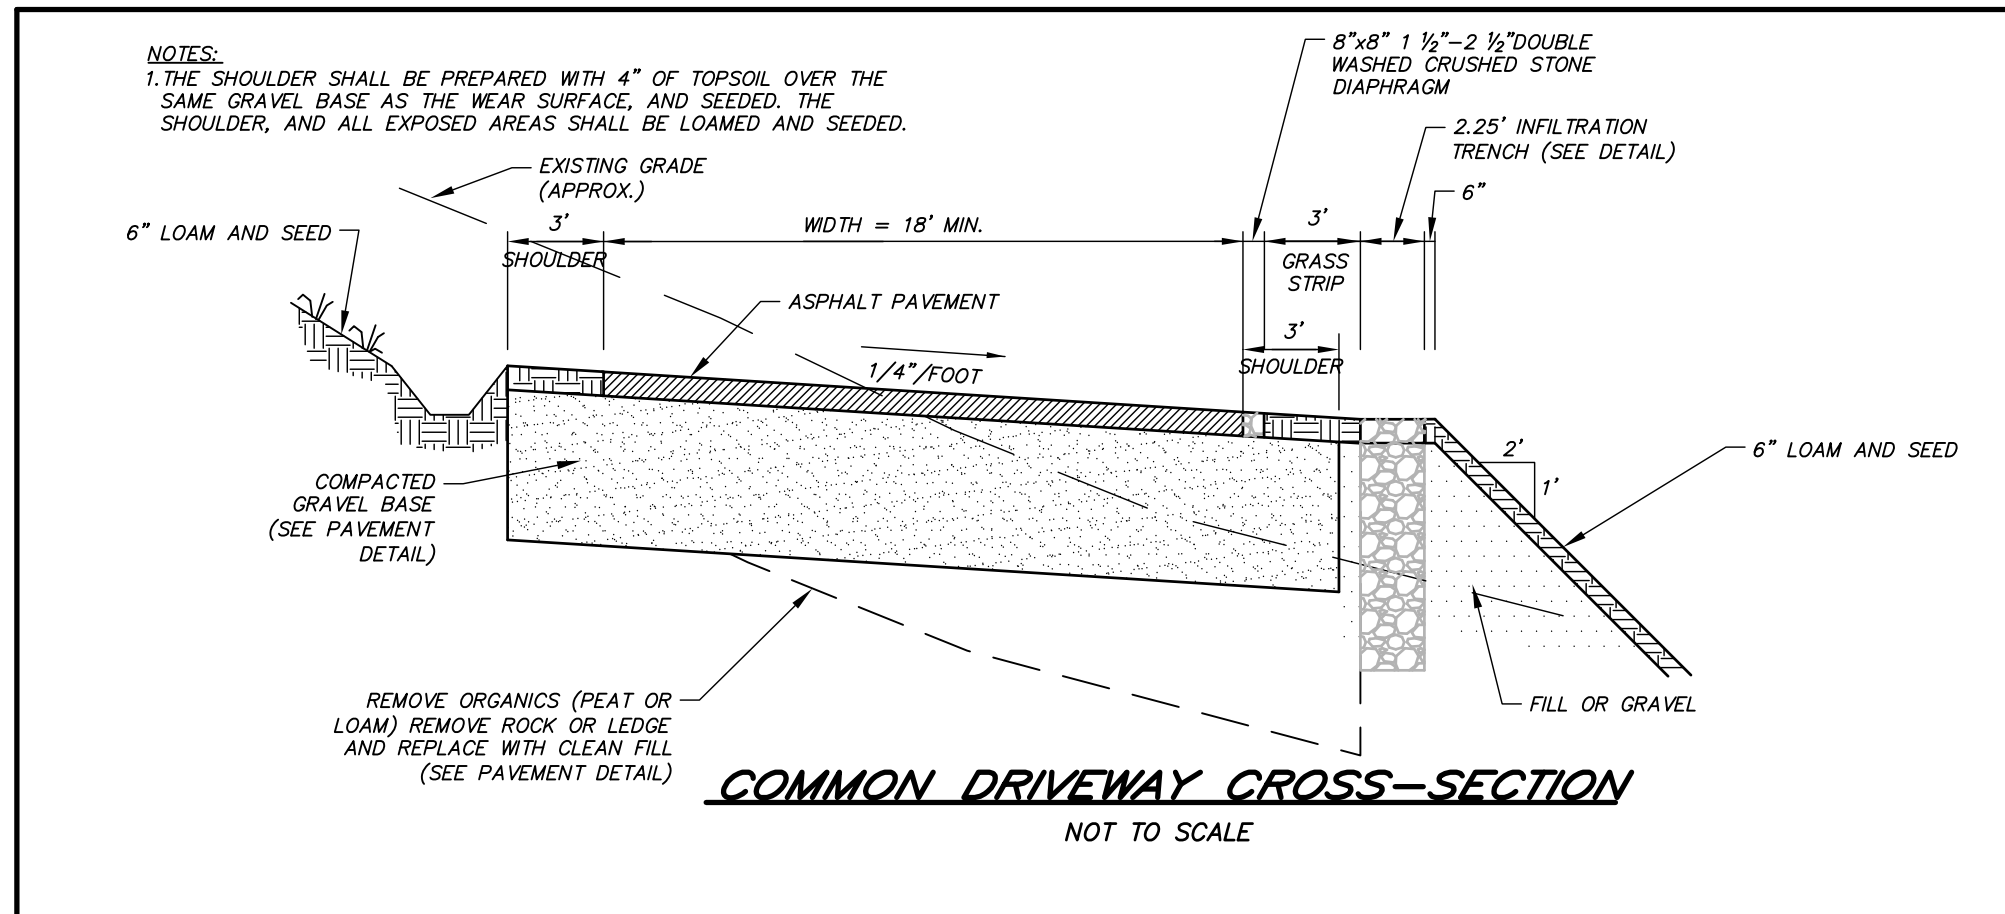 NOTES:
1. THE SHOULDER SHALL BE PREPARED WITH 4" OF TOPSOIL OVER THE
SAME GRAVEL BASE AS THE WEAR SURFACE, AND SEEDED. THE
SHOULDER, AND ALL EXPOSED AREAS SHALL BE LOAMED AND SEEDED.
8"x8" 1 ½"-2 ½"DOUBLE
WASHED CRUSHED STONE
DIAPHRAGM
2.25' INFILTRATION
TRENCH (SEE DETAIL)
6"
EXISTING GRADE
(APPROX.)
6" LOAM AND SEED
3'
SHOULDER
WIDTH = 18' MIN.
3'
GRASS
STRIP
ASPHALT PAVEMENT
3'
SHOULDER
1/4"/FOOT
2'
1'
6" LOAM AND SEED
COMPACTED
GRAVEL BASE
(SEE PAVEMENT
DETAIL)
REMOVE ORGANICS (PEAT OR
LOAM) REMOVE ROCK OR LEDGE
AND REPLACE WITH CLEAN FILL
(SEE PAVEMENT DETAIL)
FILL OR GRAVEL
COMMON DRIVEWAY CROSS-SECTION
NOT TO SCALE